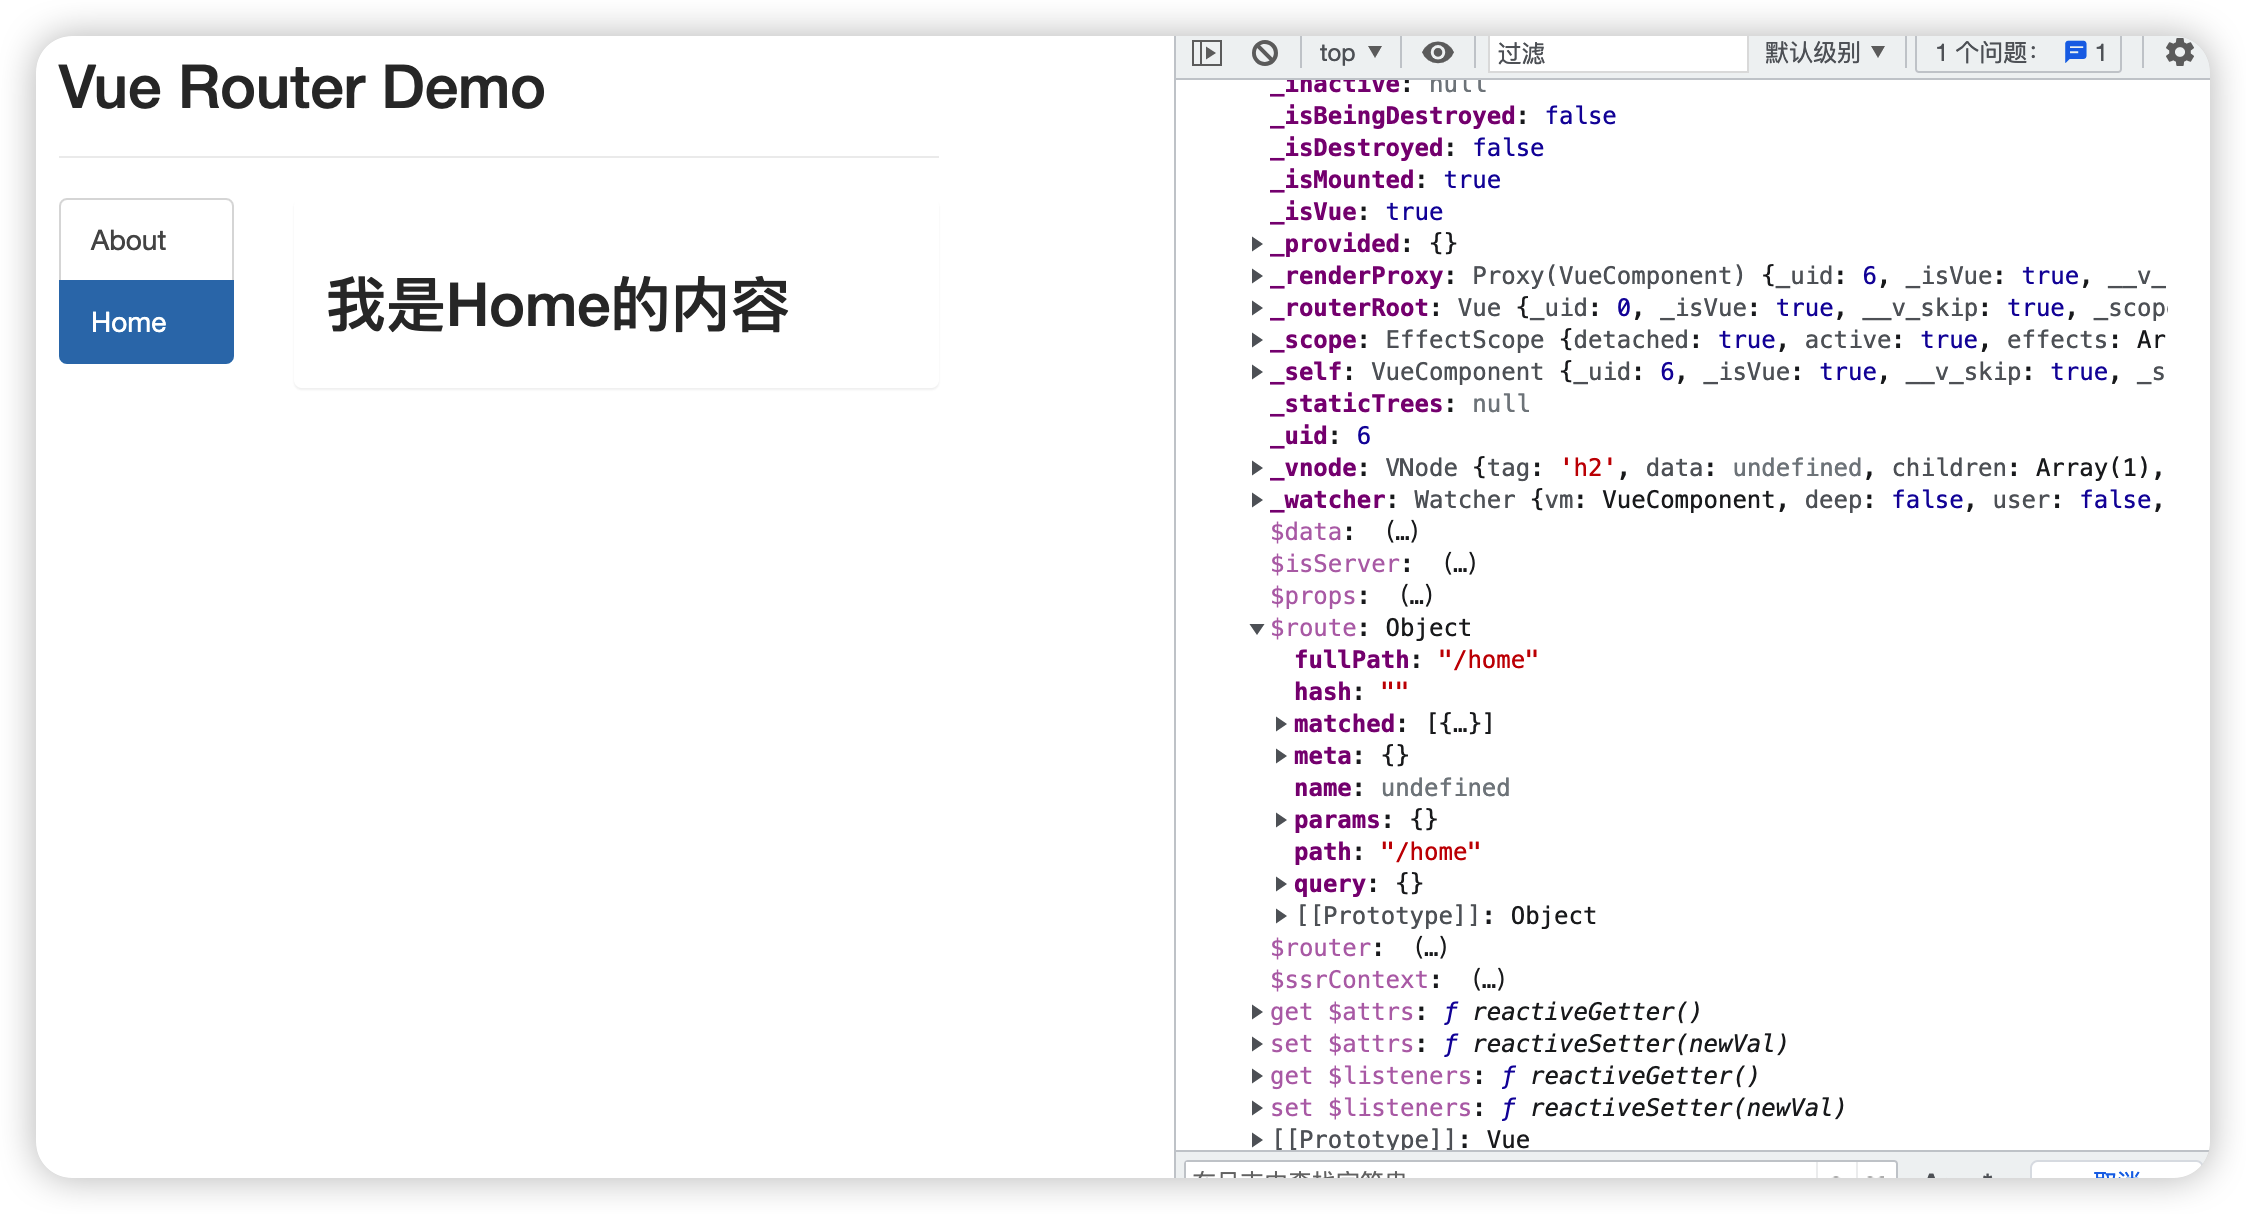 Vue Router Demo
About
Home
我是Home的内容
top
过滤
默认级别
1 个问题:
1
_inactive: null
_isBeingDestroyed: false
_isDestroyed: false
_isMounted: true
_isVue: true
_provided: {}
_renderProxy: Proxy(VueComponent) {_uid: 6, _isVue: true, __v_
_routerRoot: Vue {_uid: 0, _isVue: true, __v_skip: true, _scop
_scope: EffectScope {detached: true, active: true, effects: Ar
_self: VueComponent {_uid: 6, _isVue: true, __v_skip: true, _s
_staticTrees: null
_uid: 6
_vnode: VNode {tag: 'h2', data: undefined, children: Array(1),
_watcher: Watcher {vm: VueComponent, deep: false, user: false,
$data: (…)
$isServer: (…)
$props: (…)
$route: Object
fullPath: "/home"
hash: ""
matched: [{…}]
meta: {}
name: undefined
params: {}
path: "/home"
query: {}
[[Prototype]]: Object
$router: (…)
$ssrContext: (…)
get $attrs: ƒ reactiveGetter()
set $attrs: ƒ reactiveSetter(newVal)
get $listeners: ƒ reactiveGetter()
set $listeners: ƒ reactiveSetter(newVal)
[[Prototype]]: Vue
取消